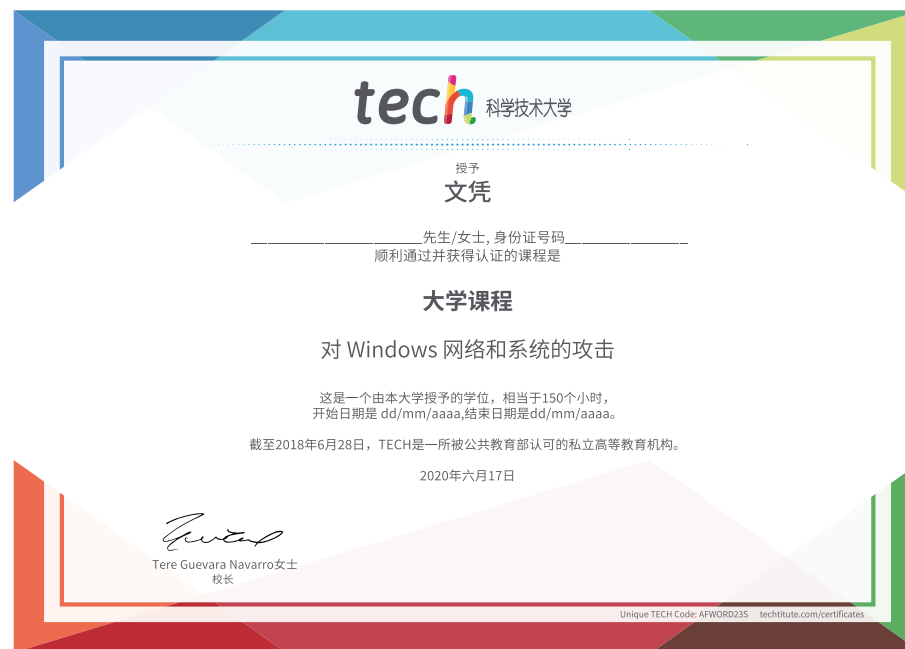 tech 科学技术大学
授予
文凭
________________________先生/女士, 身份证号码_________________
顺利通过并获得认证的课程是
大学课程
对 Windows 网络和系统的攻击
这是一个由本大学授予的学位，相当于150个小时，
开始日期是 dd/mm/aaaa,结束日期是dd/mm/aaaa。
截至2018年6月28日，TECH是一所被公共教育部认可的私立高等教育机构。
2020年六月17日
Tere Guevara Navarro女士
校长
Unique TECH Code: AFWORD23S techtitute.com/certificates